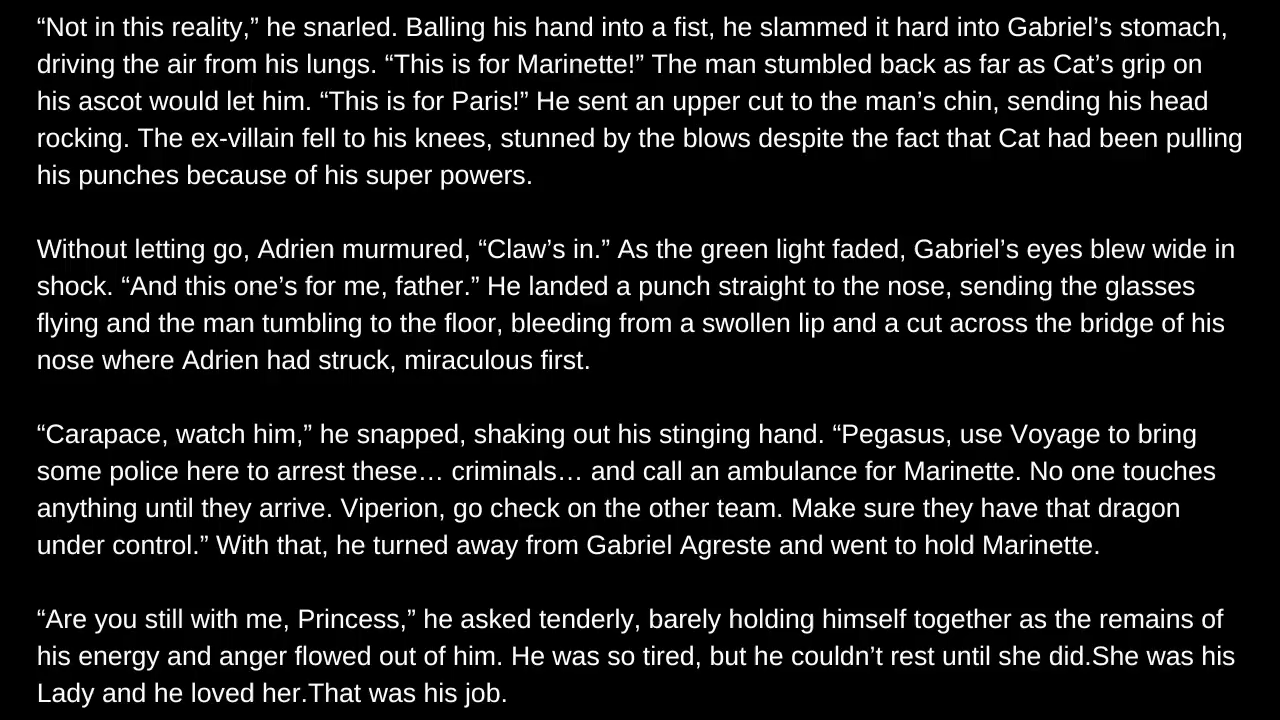 “Not in this reality,” he snarled. Balling his hand into a fist, he slammed it hard into Gabriel’s stomach,
driving the air from his lungs. “This is for Marinette!” The man stumbled back as far as Cat’s grip on
his ascot would let him. “This is for Paris!” He sent an upper cut to the man’s chin, sending his head
rocking. The ex-villain fell to his knees, stunned by the blows despite the fact that Cat had been pulling
his punches because of his super powers.

Without letting go, Adrien murmured, “Claw’s in.” As the green light faded, Gabriel’s eyes blew wide in
shock. “And this one’s for me, father.” He landed a punch straight to the nose, sending the glasses
flying and the man tumbling to the floor, bleeding from a swollen lip and a cut across the bridge of his
nose where Adrien had struck, miraculous first.

“Carapace, watch him,” he snapped, shaking out his stinging hand. “Pegasus, use Voyage to bring
some police here to arrest these… criminals… and call an ambulance for Marinette. No one touches
anything until they arrive. Viperion, go check on the other team. Make sure they have that dragon
under control.” With that, he turned away from Gabriel Agreste and went to hold Marinette.

“Are you still with me, Princess,” he asked tenderly, barely holding himself together as the remains of
his energy and anger flowed out of him. He was so tired, but he couldn’t rest until she did.She was his
Lady and he loved her.That was his job.